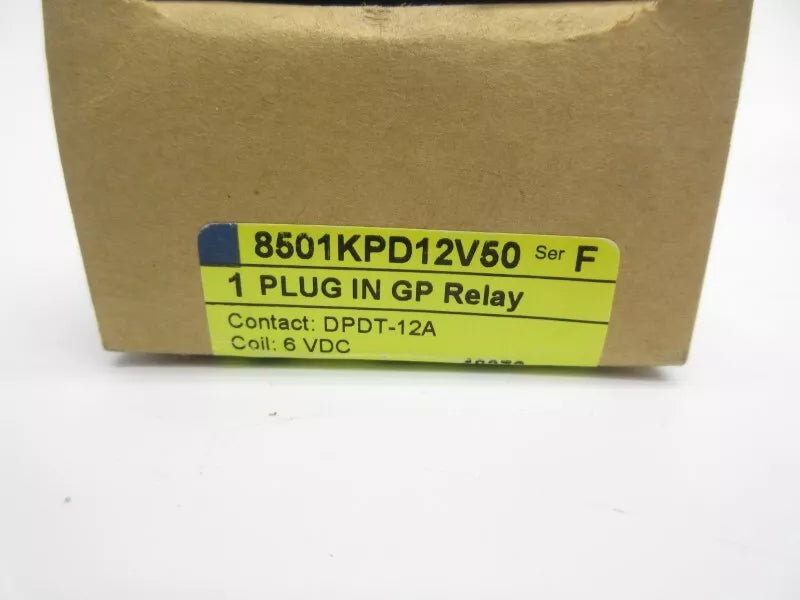 8501KPD12V50 Ser F
1 PLUG IN GP Relay
Contact: DPDT-12A
Coil: 6 VDC